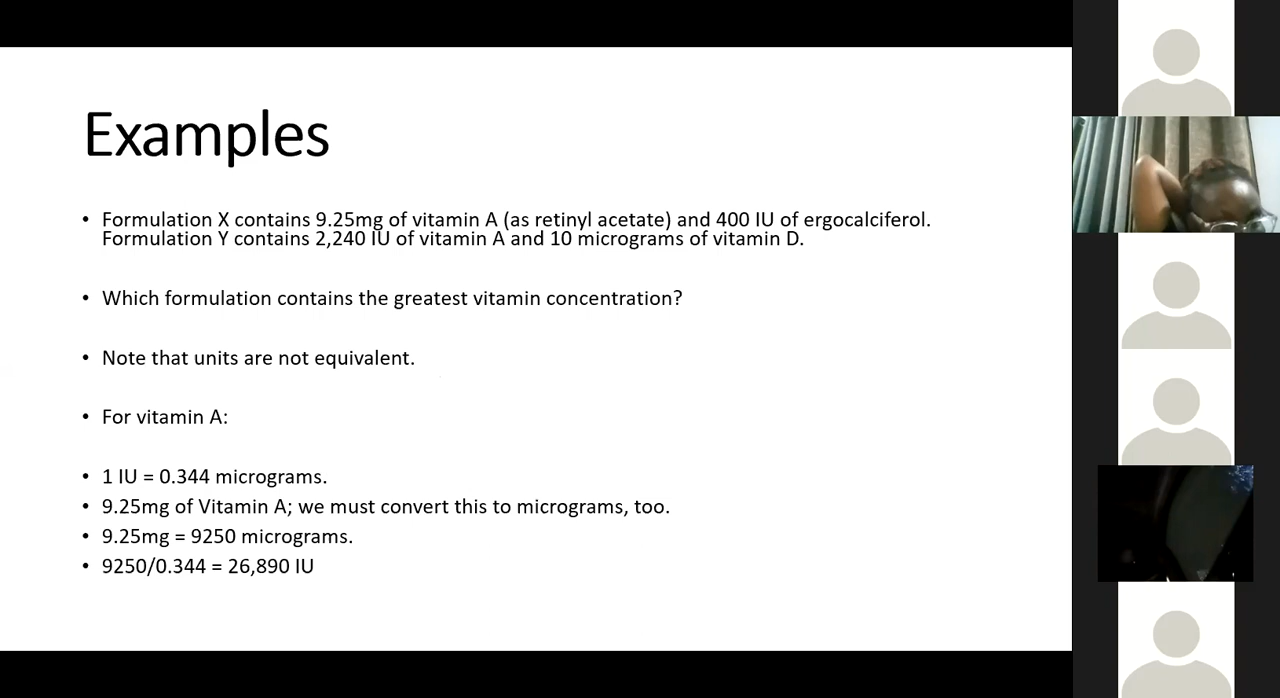 Examples
• Formulation X contains 9.25mg of vitamin A (as retinyl acetate) and 400 IU of ergocalciferol.
Formulation Y contains 2,240 IU of vitamin A and 10 micrograms of vitamin D.
• Which formulation contains the greatest vitamin concentration?
• Note that units are not equivalent.
• For vitamin A:
• 1 IU = 0.344 micrograms.
• 9.25mg of Vitamin A; we must convert this to micrograms, too.
• 9.25mg = 9250 micrograms.
• 9250/0.344 = 26,890 IU